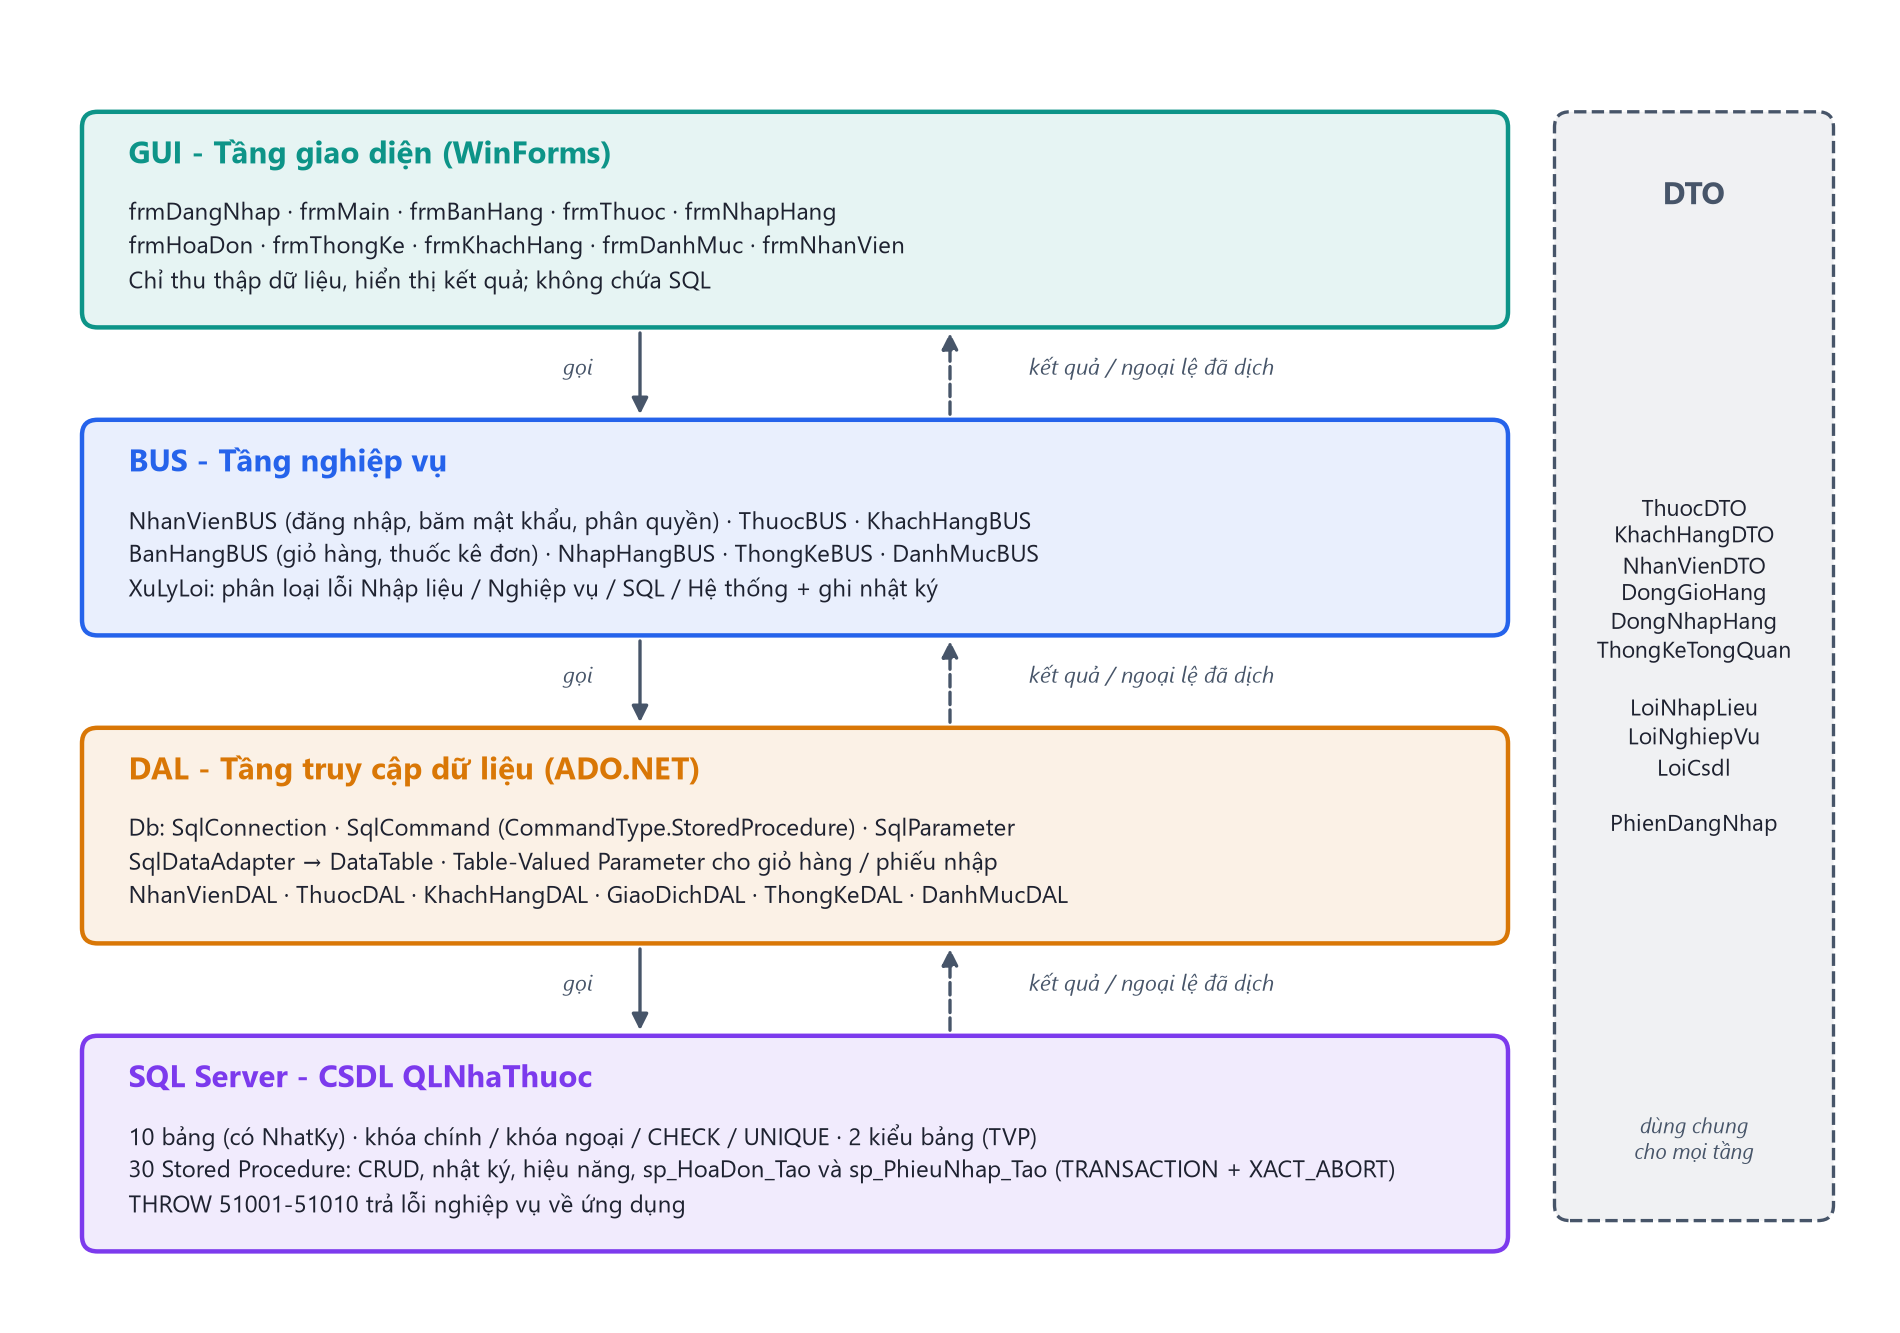 GUI - Tầng giao diện (WinForms)
frmDangNhap · frmMain · frmBanHang · frmThuoc · frmNhapHang
frmHoaDon · frmThongKe · frmKhachHang · frmDanhMuc · frmNhanVien
Chỉ thu thập dữ liệu, hiển thị kết quả; không chứa SQL
gọi
kết quả / ngoại lệ đã dịch
BUS - Tầng nghiệp vụ
NhanVienBUS (đăng nhập, băm mật khẩu, phân quyền) · ThuocBUS · KhachHangBUS
BanHangBUS (giỏ hàng, thuốc kê đơn) · NhapHangBUS · ThongKeBUS · DanhMucBUS
XuLyLoi: phân loại lỗi Nhập liệu / Nghiệp vụ / SQL / Hệ thống + ghi nhật ký
gọi
kết quả / ngoại lệ đã dịch
DAL - Tầng truy cập dữ liệu (ADO.NET)
Db: SqlConnection · SqlCommand (CommandType.StoredProcedure) · SqlParameter
SqlDataAdapter → DataTable · Table-Valued Parameter cho giỏ hàng / phiếu nhập
NhanVienDAL · ThuocDAL · KhachHangDAL · GiaoDichDAL · ThongKeDAL · DanhMucDAL
gọi
kết quả / ngoại lệ đã dịch
SQL Server - CSDL QLNhaThuoc
10 bảng (có NhatKy) · khóa chính / khóa ngoại / CHECK / UNIQUE · 2 kiểu bảng (TVP)
30 Stored Procedure: CRUD, nhật ký, hiệu năng, sp_HoaDon_Tao và sp_PhieuNhap_Tao (TRANSACTION + XACT_ABORT)
THROW 51001-51010 trả lỗi nghiệp vụ về ứng dụng
DTO
ThuocDTO
KhachHangDTO
NhanVienDTO
DongGioHang
DongNhapHang
ThongKeTongQuan
LoiNhapLieu
LoiNghiepVu
LoiCsdl
PhienDangNhap
dùng chung
cho mọi tầng